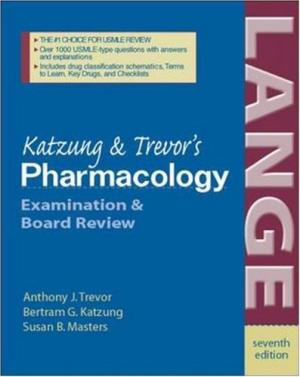 ▸ THE #1 CHOICE FOR USMLE REVIEW
▸ Over 1000 USMLE-type questions with answers
and explanations
▸ Includes drug classification schematics, Terms
to Learn, Key Drugs, and Checklists
LANGE
Katzung & Trevor's
Pharmacology
Examination &
Board Review
Anthony J. Trevor
Bertram G. Katzung
Susan B. Masters
seventh
edition